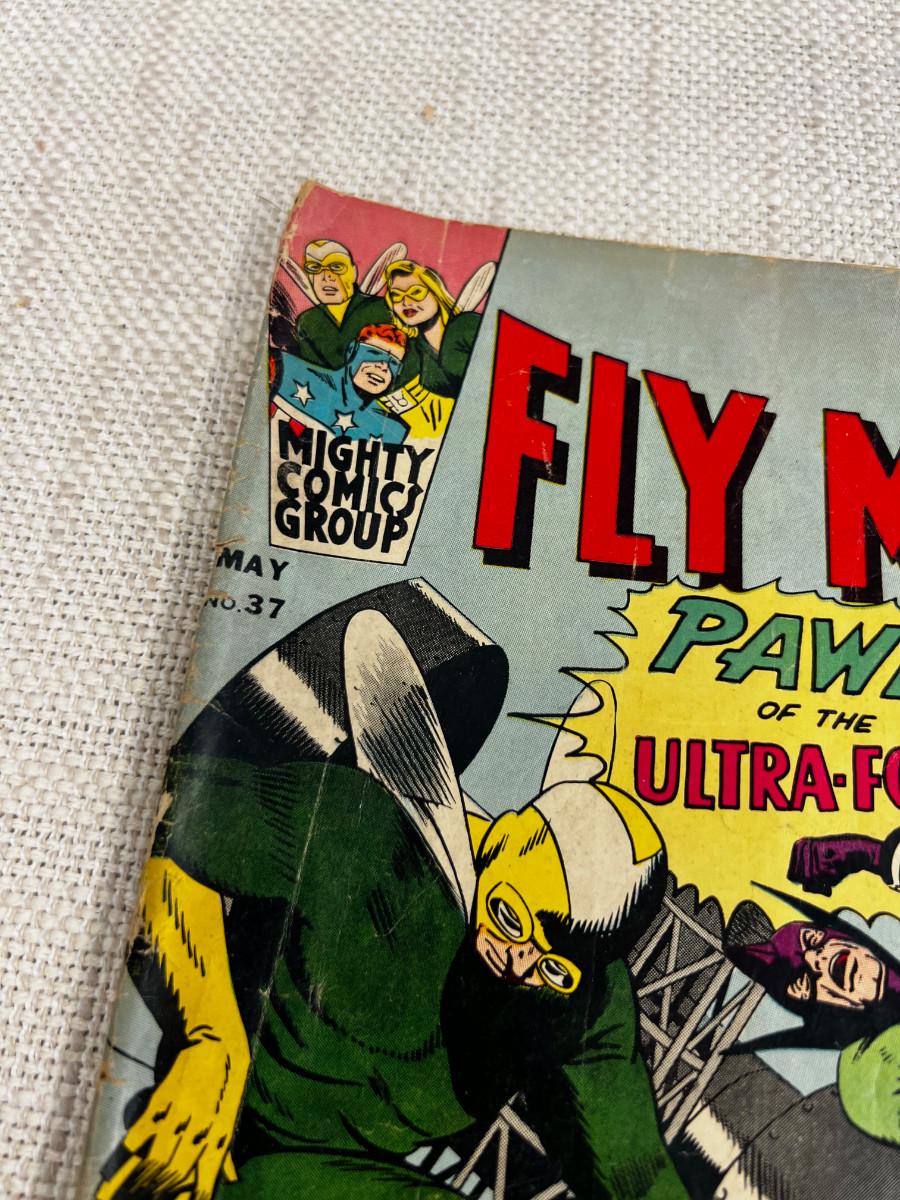 MIGHTY
COMICS
GROUP
MAY
NO.37
FLY M
PAW
OF THE
ULTRA-FO